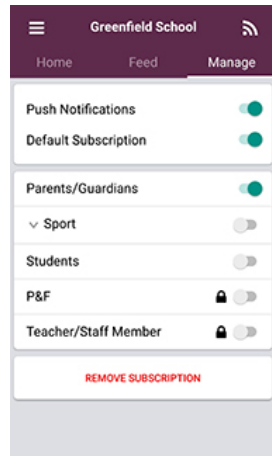 Greenfield School
Home Feed Manage
Push Notifications
Default Subscription
Parents/Guardians
Sport
Students
P&F
Teacher/Staff Member
REMOVE SUBSCRIPTION